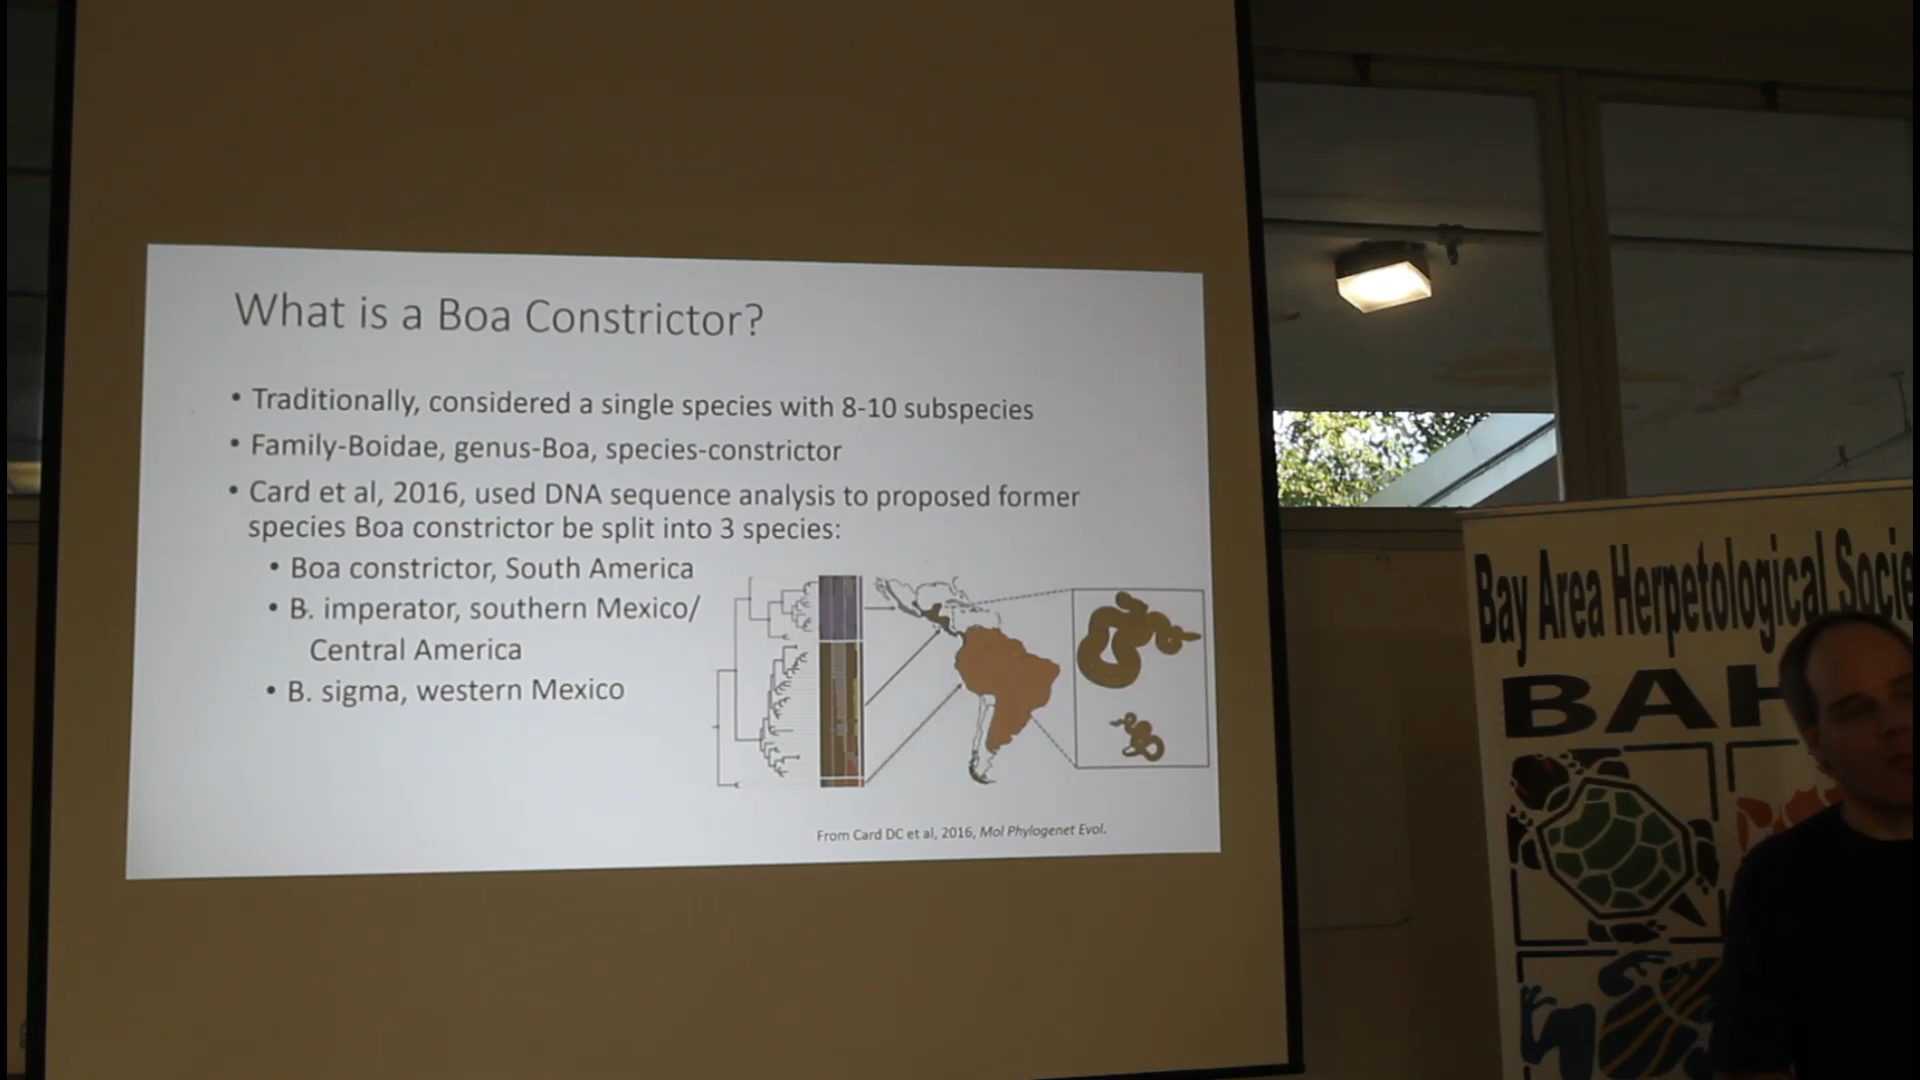 What is a Boa Constrictor?
• Traditionally, considered a single species with 8-10 subspecies
• Family-Boidae, genus-Boa, species-constrictor
• Card et al, 2016, used DNA sequence analysis to proposed former
species Boa constrictor be split into 3 species:
• Boa constrictor, South America
• B. imperator, southern Mexico/
Central America
• B. sigma, western Mexico
From Card DC et al, 2016, Mol Phylogenet Evol.
Bay Area Herpetological Socie
BAH